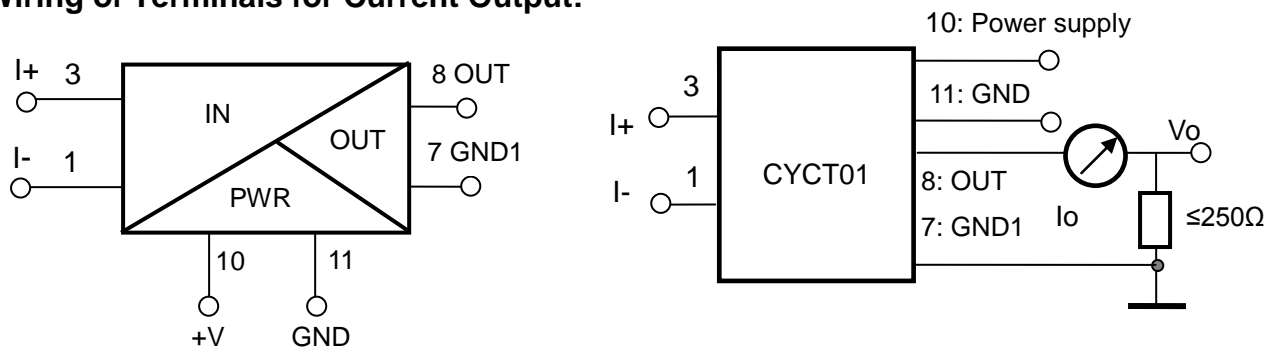 Wiring of Terminals for Current Output:
I+ 3
IN
8 OUT
OUT
I- 1
7 GND1
PWR
10
11
+V
GND
10: Power supply
3
11: GND
I+
Vo
CYCT01
1
8: OUT
I-
7: GND1
Io
≤250Ω